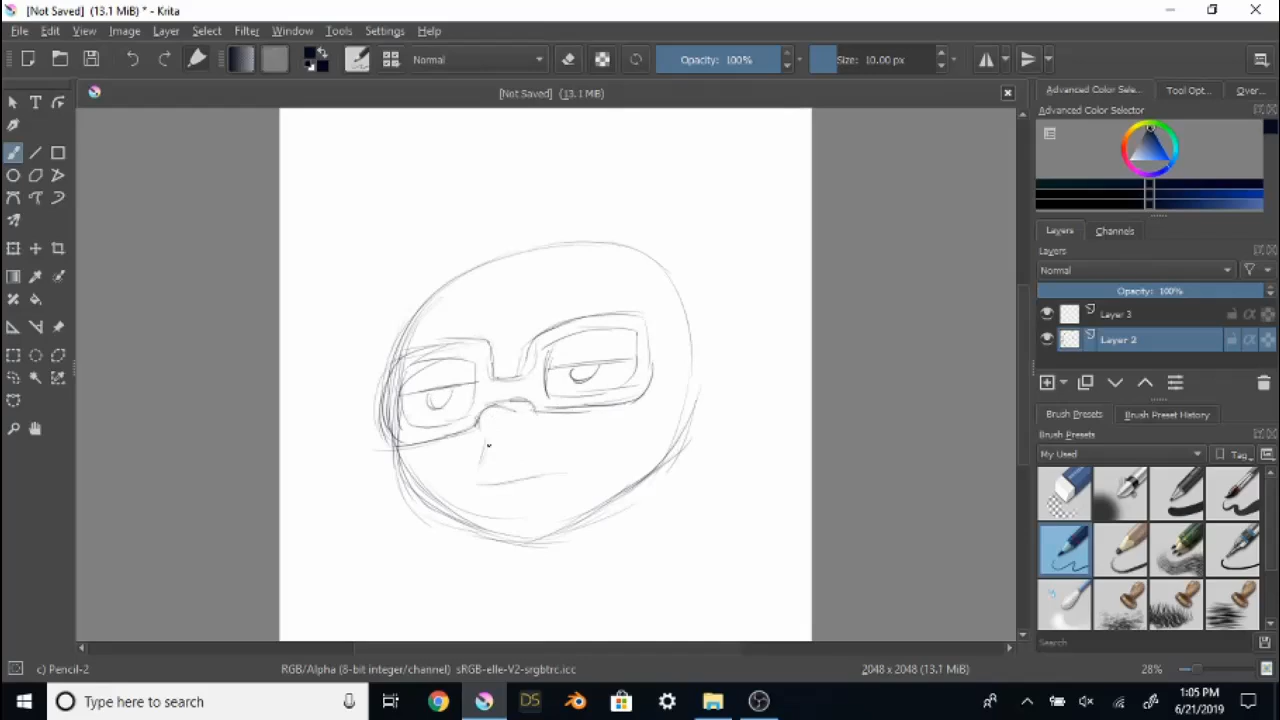 [Not Saved] (13.1 MiB) * - Krita
File Edit View Image Layer Select Filter Tools Window Settings Help
Normal Opacity: 100% Size: 10.00 px
[Not Saved] (13.1 MiB)
Advanced Color Sele... Tool Opt... Over...
Advanced Color Selector
Layers Channels
Layers
Normal
Opacity: 100%
Layer 3
Layer 2
Brush Presets Brush Preset History
Brush Presets
My Used Tag
Search
c) Pencil-2 RGB/Alpha (8-bit integer/channel) sRGB-elle-V2-srgbtrc.icc 2048 x 2048 (13.1 MiB) 28%
Type here to search DS 1:05 PM
6/21/2019